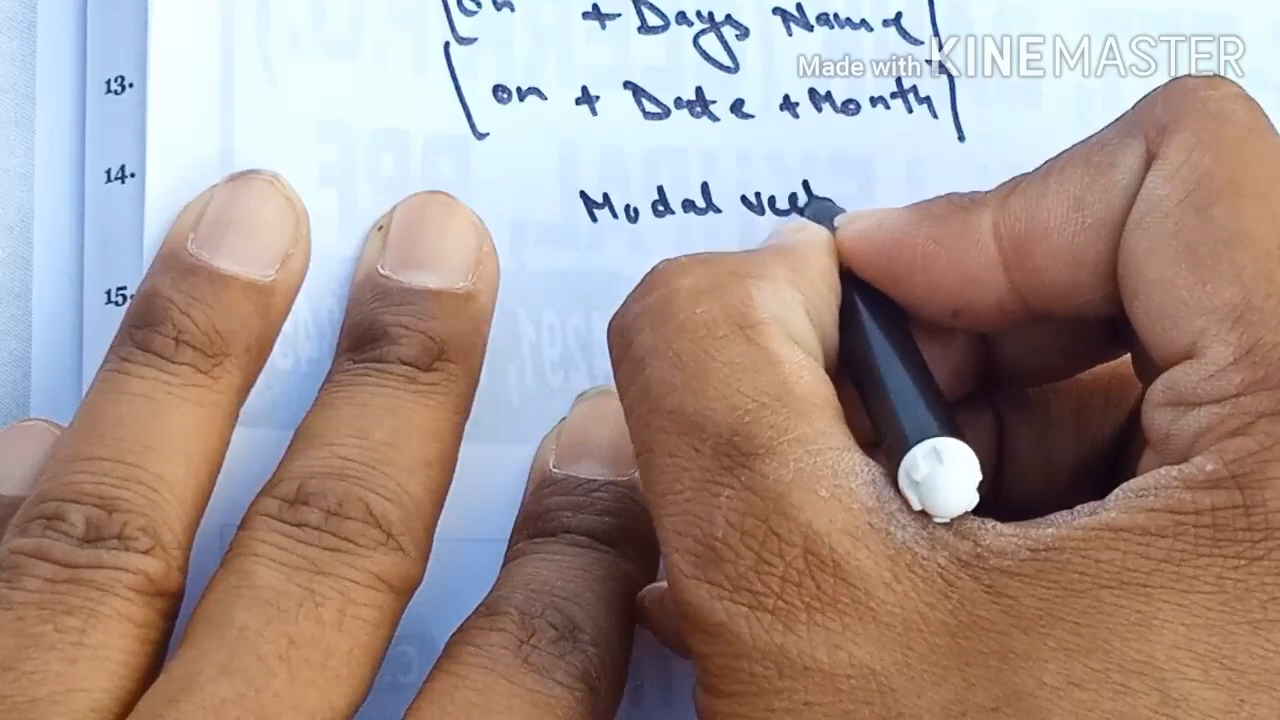 (on + Days Name)
Made with KINEMASTER
13.
(on + Date + Month)
14.
Modal verb
15.